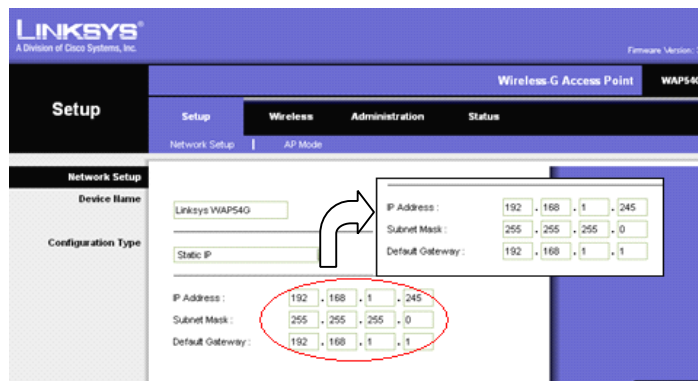 LINKSYS®
A Division of Cisco Systems, Inc.
Firmware Version:
Wireless-G Access Point WAP54G
Setup
Setup Wireless Administration Status
Network Setup | AP Mode
Network Setup
Device Name
Linksys WAP54G
Configuration Type
Static IP
IP Address : 192 . 168 . 1 . 245
Subnet Mask : 255 . 255 . 255 . 0
Default Gateway : 192 . 168 . 1 . 1
IP Address : 192 . 168 . 1 . 245
Subnet Mask : 255 . 255 . 255 . 0
Default Gateway : 192 . 168 . 1 . 1